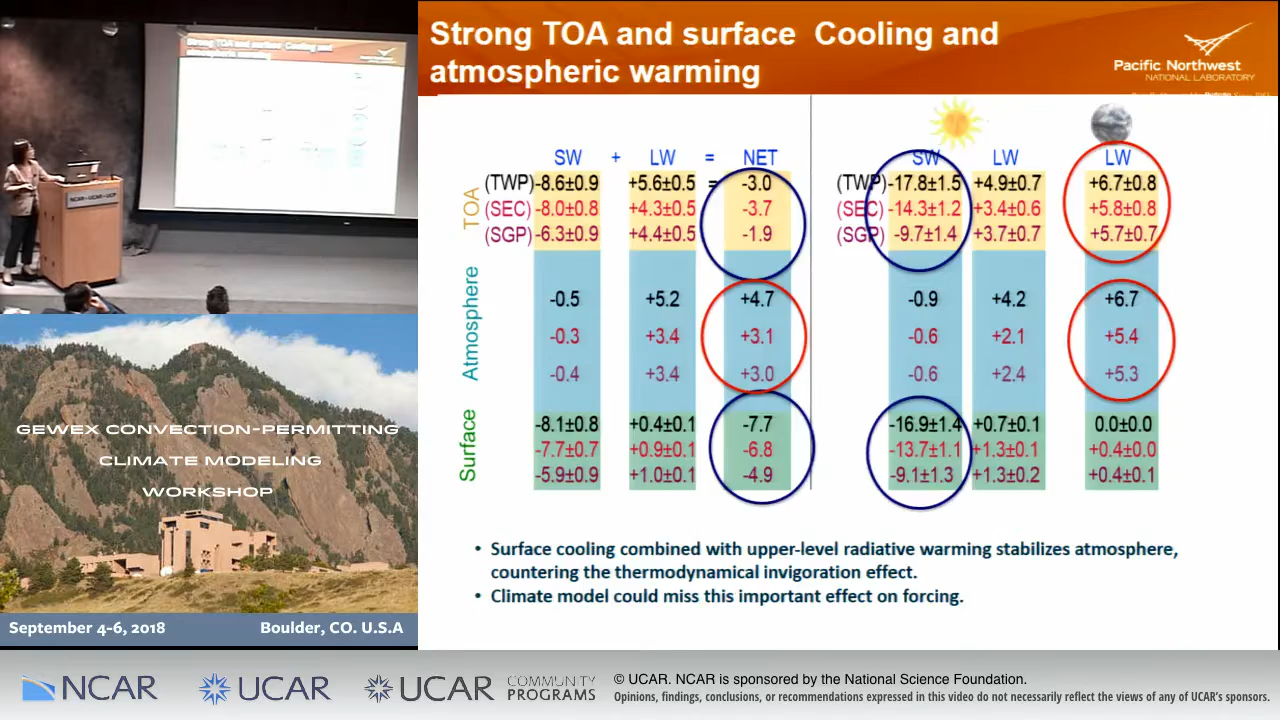 Strong TOA and surface Cooling and
atmospheric warming
Pacific Northwest
NATIONAL LABORATORY
SW + LW = NET SW LW LW
TOA
(TWP) -8.6±0.9 +5.6±0.5 = -3.0 (TWP) -17.8±1.5 +4.9±0.7 +6.7±0.8
(SEC) -8.0±0.8 +4.3±0.5 -3.7 (SEC) -14.3±1.2 +3.4±0.6 +5.8±0.8
(SGP) -6.3±0.9 +4.4±0.5 -1.9 (SGP) -9.7±1.4 +3.7±0.7 +5.7±0.7
Atmosphere
-0.5 +5.2 +4.7 -0.9 +4.2 +6.7
-0.3 +3.4 +3.1 -0.6 +2.1 +5.4
-0.4 +3.4 +3.0 -0.6 +2.4 +5.3
Surface
-8.1±0.8 +0.4±0.1 -7.7 -16.9±1.4 +0.7±0.1 0.0±0.0
-7.7±0.7 +0.9±0.1 -6.8 -13.7±1.1 +1.3±0.1 +0.4±0.0
-5.9±0.9 +1.0±0.1 -4.9 -9.1±1.3 +1.3±0.2 +0.4±0.1
• Surface cooling combined with upper-level radiative warming stabilizes atmosphere,
countering the thermodynamical invigoration effect.
• Climate model could miss this important effect on forcing.
Strong TOA and surface Cooling and
atmospheric warming
NCAR-UCAR-UCP
GEWEX CONVECTION-PERMITTING
CLIMATE MODELING
WORKSHOP
September 4-6, 2018 Boulder, CO. U.S.A
NCAR UCAR UCAR COMMUNITY
PROGRAMS
© UCAR. NCAR is sponsored by the National Science Foundation.
Opinions, findings, conclusions, or recommendations expressed in this video do not necessarily reflect the views of any of UCAR's sponsors.